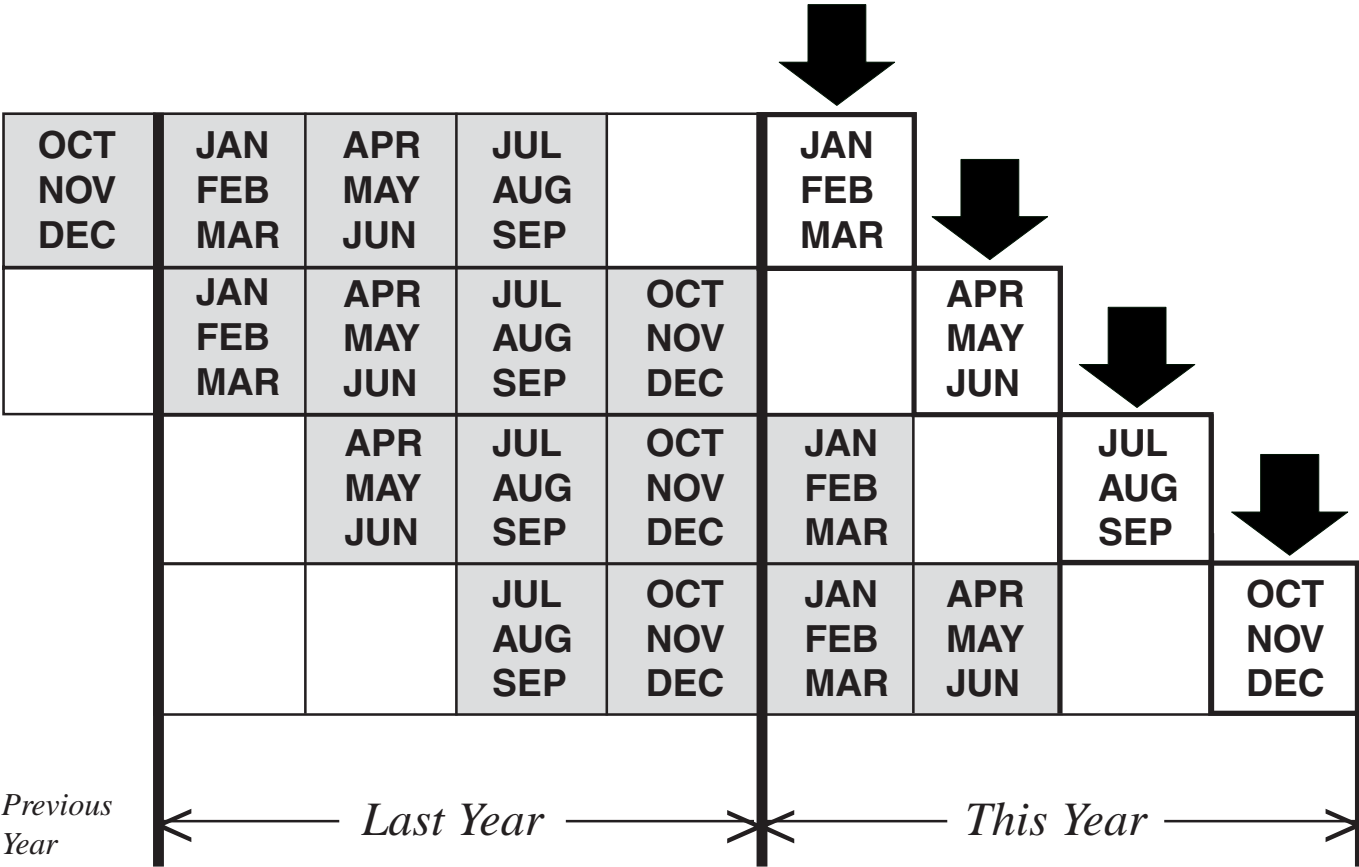 OCT JAN APR JUL JAN
NOV FEB MAY AUG FEB
DEC MAR JUN SEP MAR
JAN APR JUL OCT APR
FEB MAY AUG NOV MAY
MAR JUN SEP DEC JUN
APR JUL OCT JAN JUL
MAY AUG NOV FEB AUG
JUN SEP DEC MAR SEP
JUL OCT JAN APR OCT
AUG NOV FEB MAY NOV
SEP DEC MAR JUN DEC
Previous
Year
Last Year
This Year